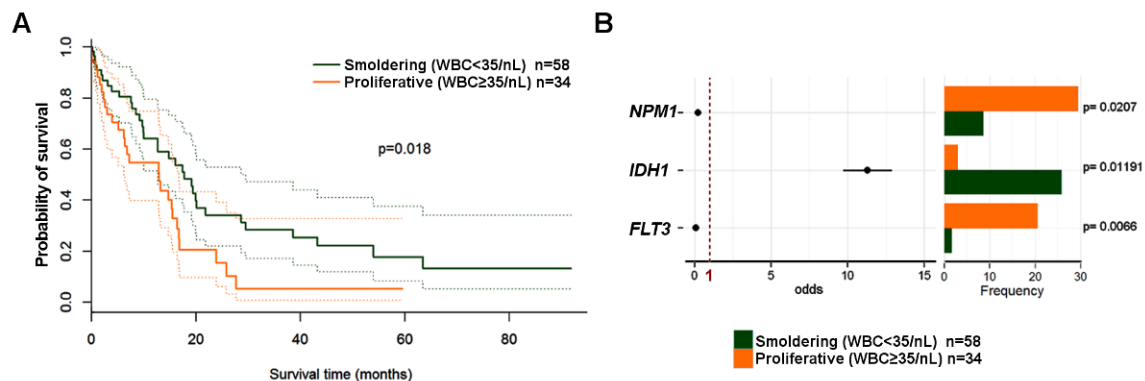 A
Probability of survival
1.0
0.8
0.6
0.4
0.2
0.0
Smoldering (WBC<35/nL) n=58
Proliferative (WBC≥35/nL) n=34
p=0.018
0 20 40 60 80
Survival time (months)
B
NPM1
IDH1
FLT3
0 1 5 10 15
odds
p= 0.0207
p= 0.01191
p= 0.0066
0 10 20 30
Frequency
Smoldering (WBC<35/nL) n=58
Proliferative (WBC≥35/nL) n=34